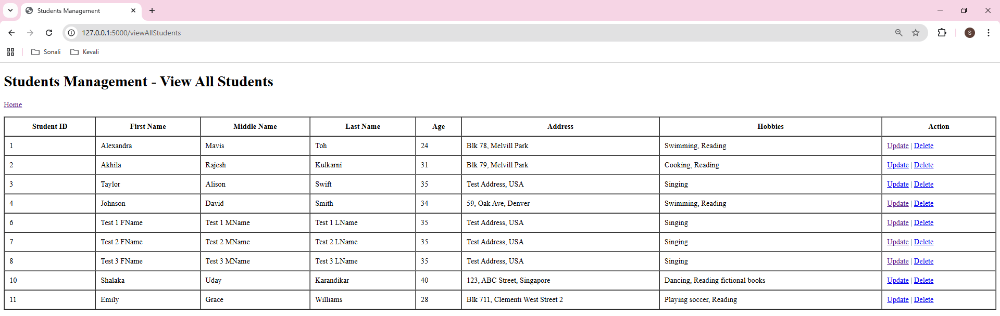 Students Management
127.0.0.1:5000/viewAllStudents
S
Sonali Kevali
Students Management - View All Students
Home
Student ID First Name Middle Name Last Name Age Address Hobbies Action
1 Alexandra Mavis Toh 24 Blk 78, Melvill Park Swimming, Reading Update | Delete
2 Akhila Rajesh Kulkarni 31 Blk 79, Melvill Park Cooking, Reading Update | Delete
3 Taylor Alison Swift 35 Test Address, USA Singing Update | Delete
4 Johnson David Smith 34 59, Oak Ave, Denver Swimming, Reading Update | Delete
6 Test 1 FName Test 1 MName Test 1 LName 35 Test Address, USA Singing Update | Delete
7 Test 2 FName Test 2 MName Test 2 LName 35 Test Address, USA Singing Update | Delete
8 Test 3 FName Test 3 MName Test 3 LName 35 Test Address, USA Singing Update | Delete
10 Shalaka Uday Karandikar 40 123, ABC Street, Singapore Dancing, Reading fictional books Update | Delete
11 Emily Grace Williams 28 Blk 711, Clementi West Street 2 Playing soccer, Reading Update | Delete